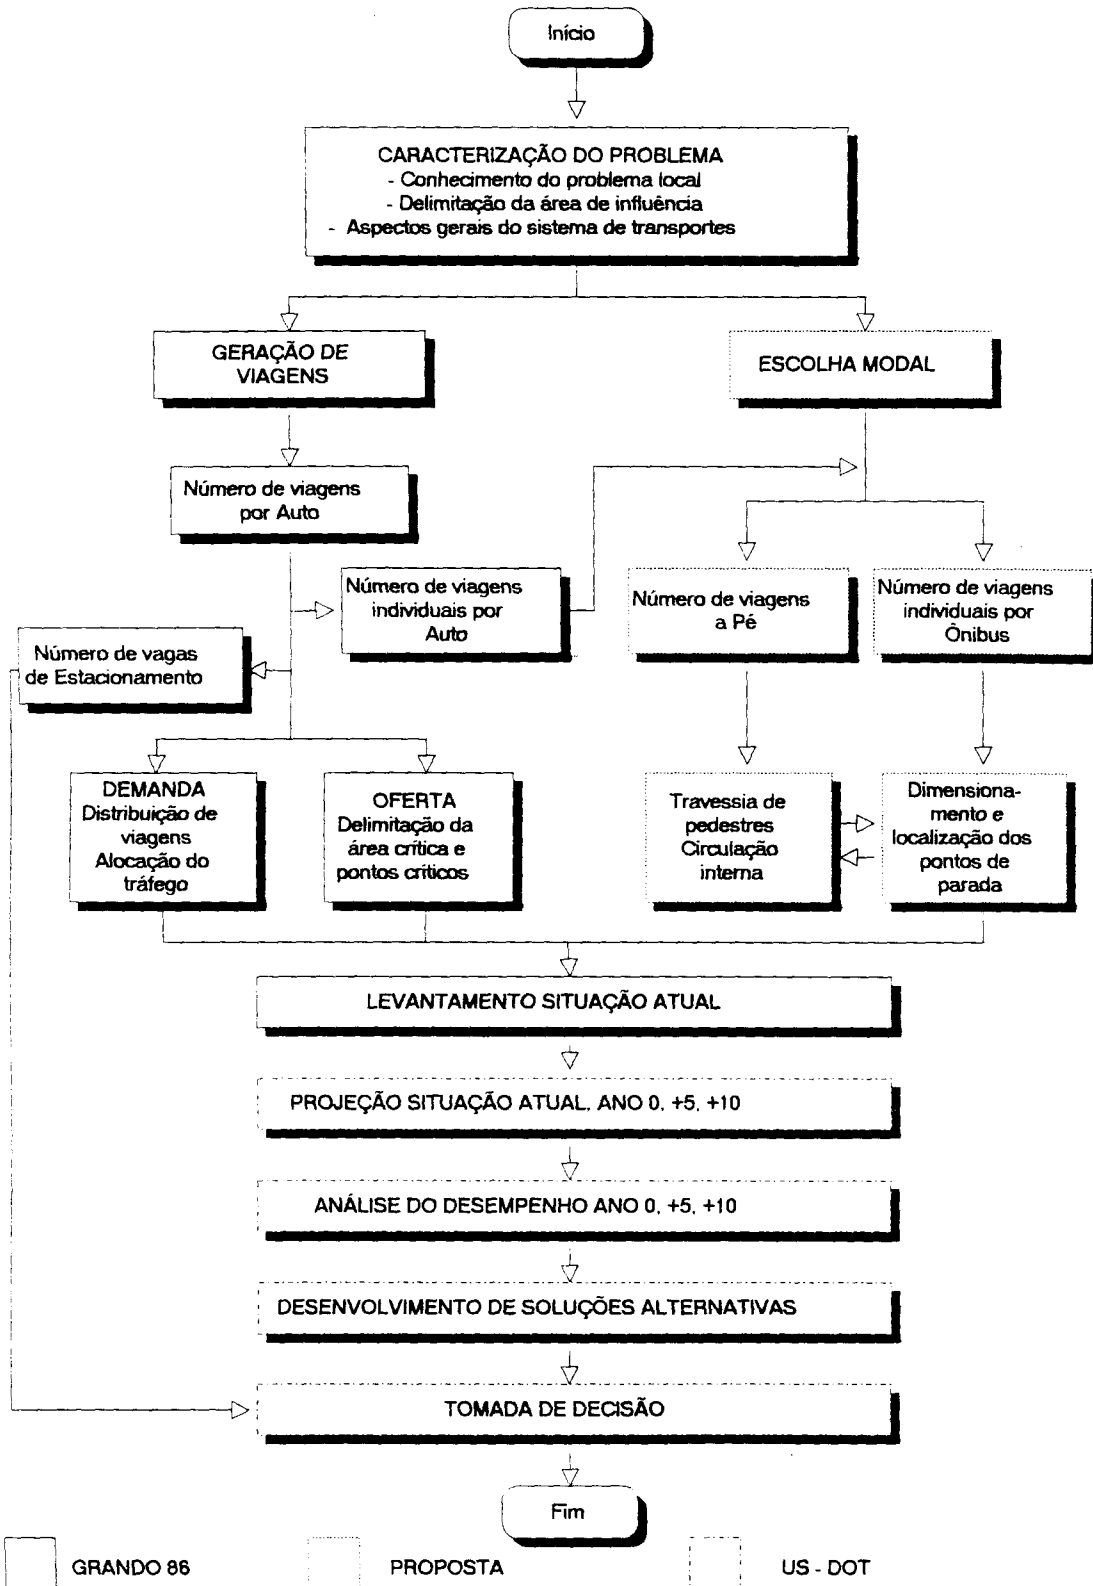 Início
CARACTERIZAÇÃO DO PROBLEMA
- Conhecimento do problema local
- Delimitação da área de influência
- Aspectos gerais do sistema de transportes
GERAÇÃO DE
VIAGENS
ESCOLHA MODAL
Número de viagens
por Auto
Número de viagens
individuais por
Auto
Número de viagens
a Pé
Número de viagens
individuais por
Ônibus
Número de vagas
de Estacionamento
DEMANDA
Distribuição de
viagens
Alocação do
tráfego
OFERTA
Delimitação da
área crítica e
pontos críticos
Travessia de
pedestres
Circulação
interna
Dimensiona-
mento e
localização dos
pontos de
parada
LEVANTAMENTO SITUAÇÃO ATUAL
PROJEÇÃO SITUAÇÃO ATUAL, ANO 0, +5, +10
ANÁLISE DO DESEMPENHO ANO 0, +5, +10
DESENVOLVIMENTO DE SOLUÇÕES ALTERNATIVAS
TOMADA DE DECISÃO
Fim
GRANDO 86
PROPOSTA
US - DOT